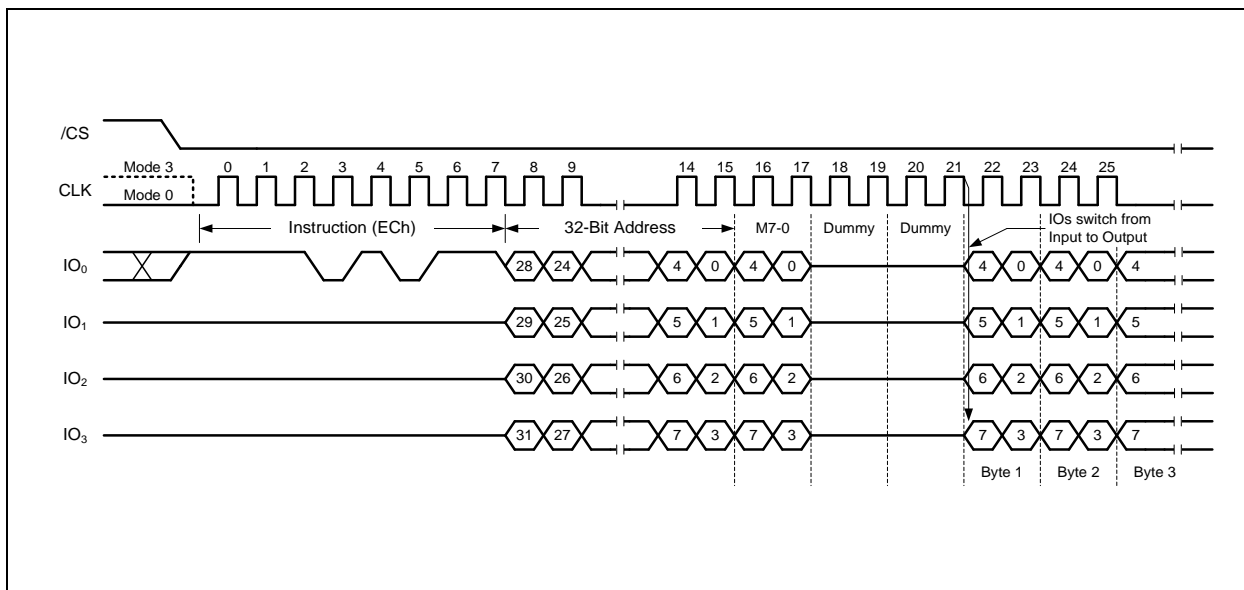 /CS
Mode 3 0 1 2 3 4 5 6 7 8 9 14 15 16 17 18 19 20 21 22 23 24 25
CLK
Mode 0
Instruction (ECh) 32-Bit Address M7-0 Dummy Dummy IOs switch from
Input to Output
IO₀ 28 24 4 0 4 0 4 0 4 0 4
IO₁ 29 25 5 1 5 1 5 1 5 1 5
IO₂ 30 26 6 2 6 2 6 2 6 2 6
IO₃ 31 27 7 3 7 3 7 3 7 3 7
Byte 1 Byte 2 Byte 3